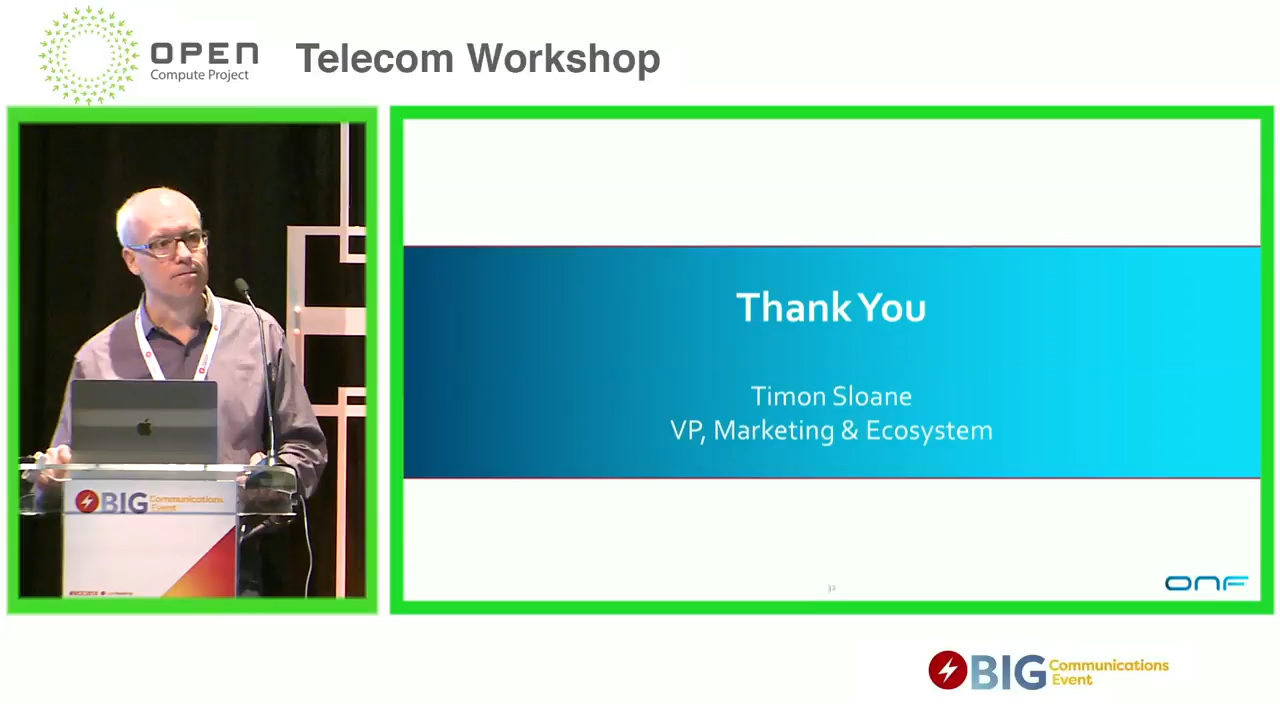 OPEN
Compute Project
Telecom Workshop
Thank You
Timon Sloane
VP, Marketing & Ecosystem
32
ONF
BIG Communications
Event
BIG Communications
Event